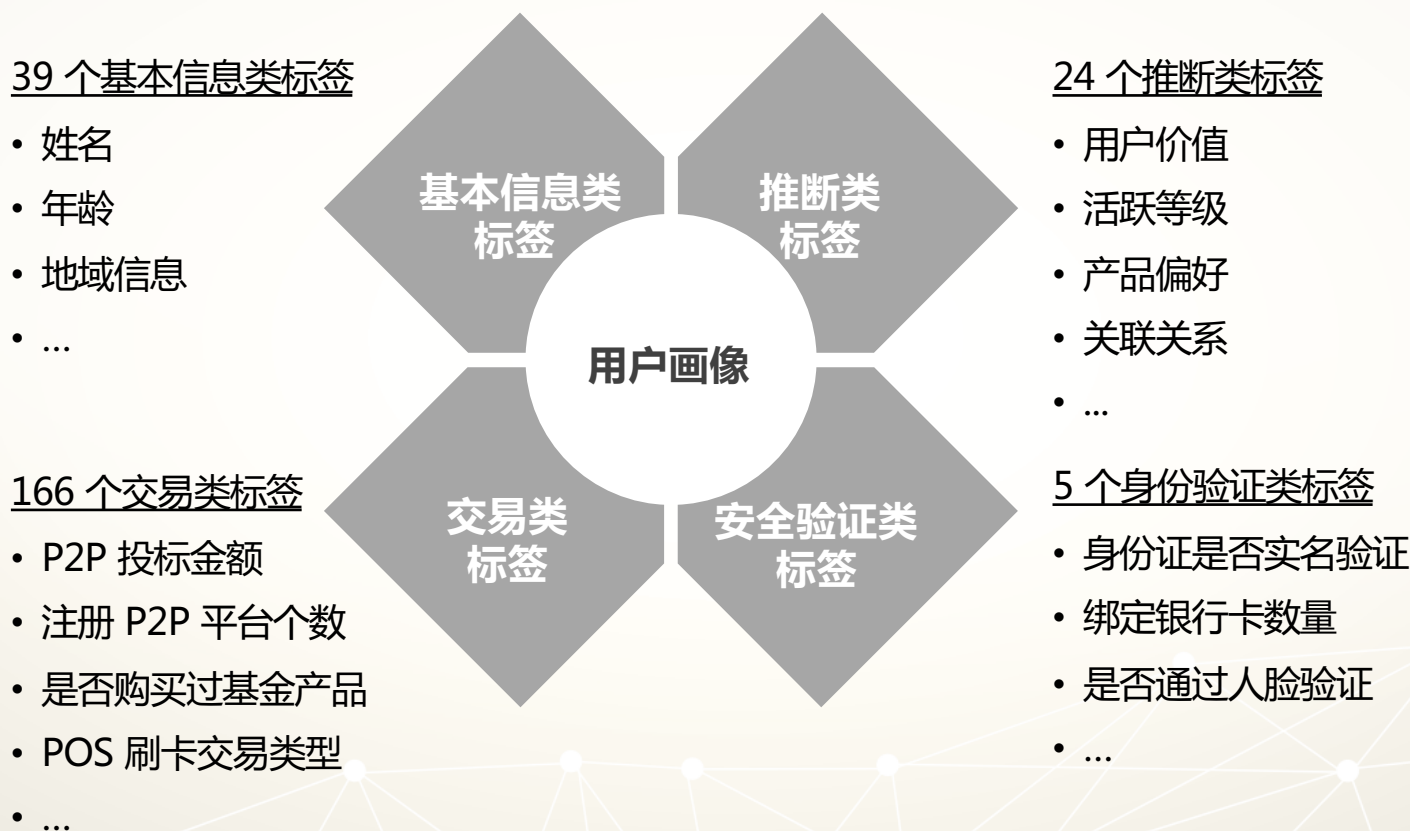 39 个基本信息类标签
• 姓名
• 年龄
• 地域信息
• …
166 个交易类标签
• P2P 投标金额
• 注册 P2P 平台个数
• 是否购买过基金产品
• POS 刷卡交易类型
• …
基本信息类
标签
推断类
标签
用户画像
交易类
标签
安全验证类
标签
24 个推断类标签
• 用户价值
• 活跃等级
• 产品偏好
• 关联关系
• ...
5 个身份验证类标签
• 身份证是否实名验证
• 绑定银行卡数量
• 是否通过人脸验证
• …